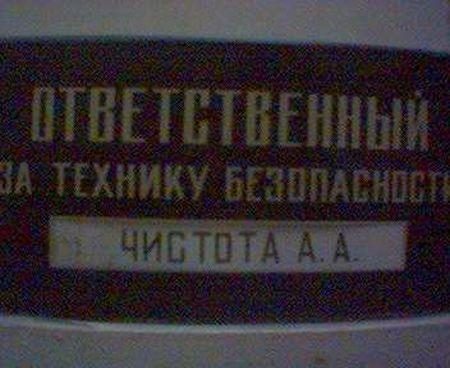 ОТВЕТСТВЕННЫЙ
ЗА ТЕХНИКУ БЕЗОПАСНОСТИ
ЧИСТОТА А.А.